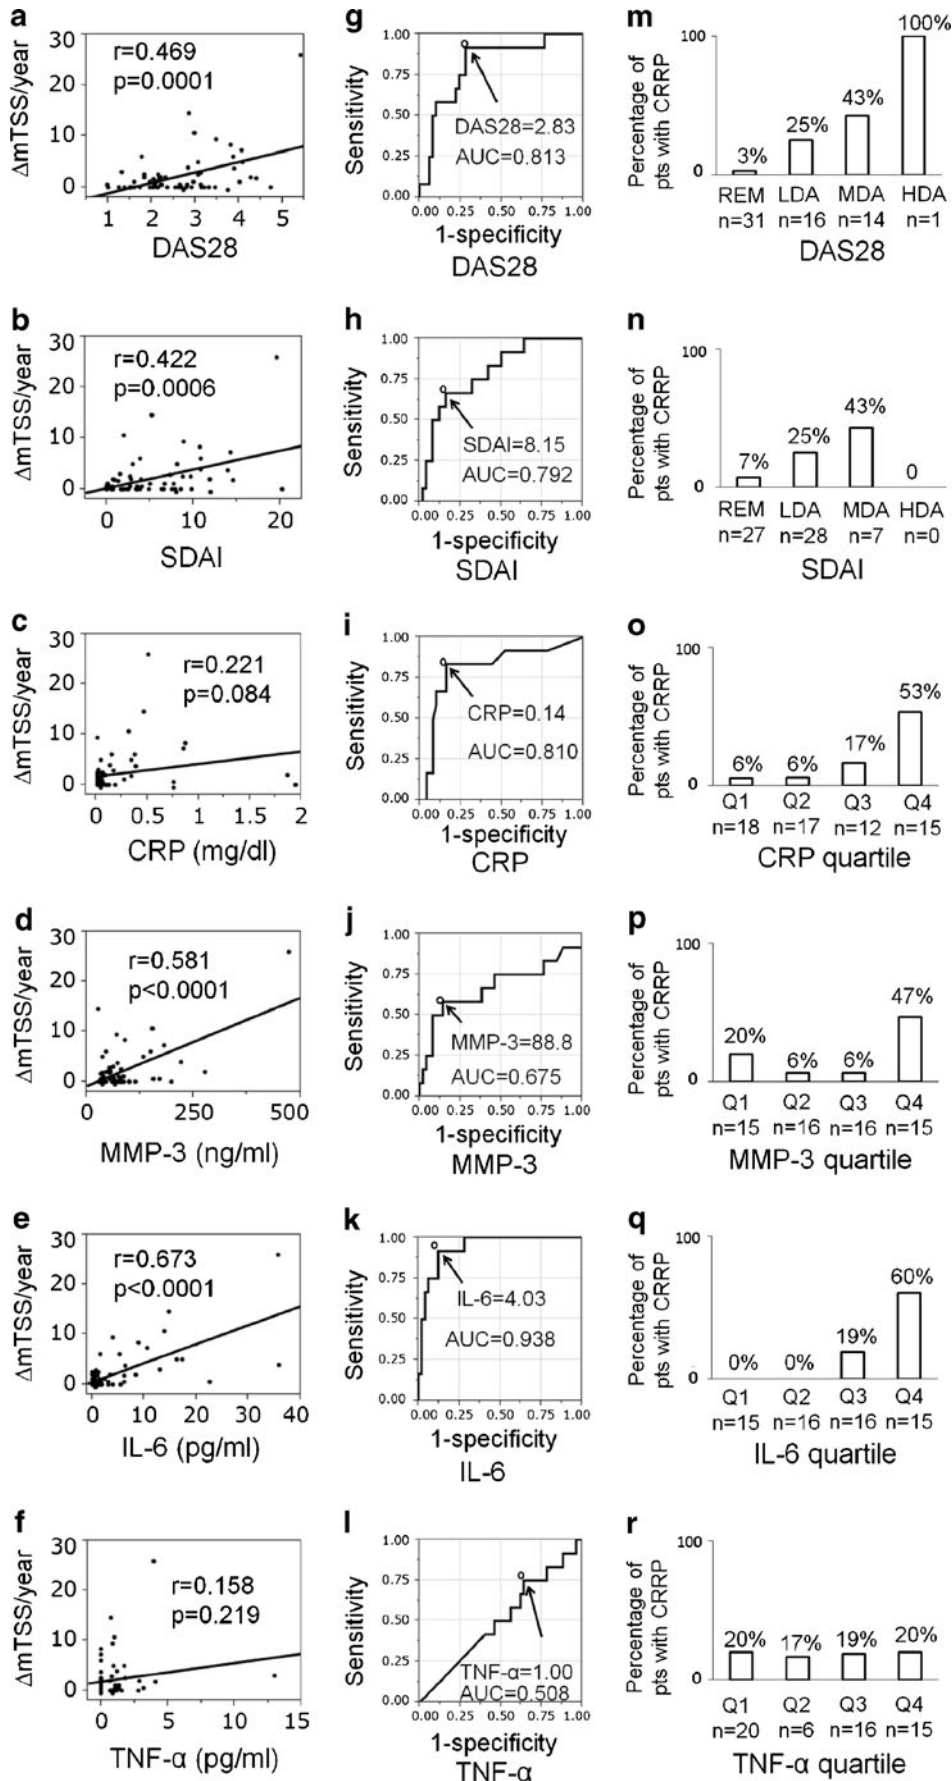 a
ΔmTSS/year
30
20
10
0
r=0.469
p=0.0001
1 2 3 4 5
DAS28
g
Sensitivity
1.00
0.75
0.50
0.25
0.00
DAS28=2.83
AUC=0.813
0.00 0.25 0.50 0.75 1.00
1-specificity
DAS28
m
Percentage of
pts with CRRP
100
0
3% 25% 43% 100%
REM LDA MDA HDA
n=31 n=16 n=14 n=1
DAS28
b
ΔmTSS/year
30
20
10
0
r=0.422
p=0.0006
0 10 20
SDAI
h
Sensitivity
1.00
0.75
0.50
0.25
0.00
SDAI=8.15
AUC=0.792
0.00 0.25 0.50 0.75 1.00
1-specificity
SDAI
n
Percentage of
pts with CRRP
100
0
7% 25% 43% 0
REM LDA MDA HDA
n=27 n=28 n=7 n=0
SDAI
c
ΔmTSS/year
30
20
10
0
r=0.221
p=0.084
0 0.5 1 1.5 2
CRP (mg/dl)
i
Sensitivity
1.00
0.75
0.50
0.25
0.00
CRP=0.14
AUC=0.810
0.00 0.25 0.50 0.75 1.00
1-specificity
CRP
o
Percentage of
pts with CRRP
100
0
6% 6% 17% 53%
Q1 Q2 Q3 Q4
n=18 n=17 n=12 n=15
CRP quartile
d
ΔmTSS/year
30
20
10
0
r=0.581
p<0.0001
0 250 500
MMP-3 (ng/ml)
j
Sensitivity
1.00
0.75
0.50
0.25
0.00
MMP-3=88.8
AUC=0.675
0.00 0.25 0.50 0.75 1.00
1-specificity
MMP-3
p
Percentage of
pts with CRRP
100
0
20% 6% 6% 47%
Q1 Q2 Q3 Q4
n=15 n=16 n=16 n=15
MMP-3 quartile
e
ΔmTSS/year
30
20
10
0
r=0.673
p<0.0001
0 10 20 30 40
IL-6 (pg/ml)
k
Sensitivity
1.00
0.75
0.50
0.25
0.00
IL-6=4.03
AUC=0.938
0.00 0.25 0.50 0.75 1.00
1-specificity
IL-6
q
Percentage of
pts with CRRP
100
0
0% 0% 19% 60%
Q1 Q2 Q3 Q4
n=15 n=16 n=16 n=15
IL-6 quartile
f
ΔmTSS/year
30
20
10
0
r=0.158
p=0.219
0 5 10 15
TNF-α (pg/ml)
l
Sensitivity
1.00
0.75
0.50
0.25
0.00
TNF-α=1.00
AUC=0.508
0.00 0.25 0.50 0.75 1.00
1-specificity
TNF-α
r
Percentage of
pts with CRRP
100
0
20% 17% 19% 20%
Q1 Q2 Q3 Q4
n=20 n=6 n=16 n=15
TNF-α quartile